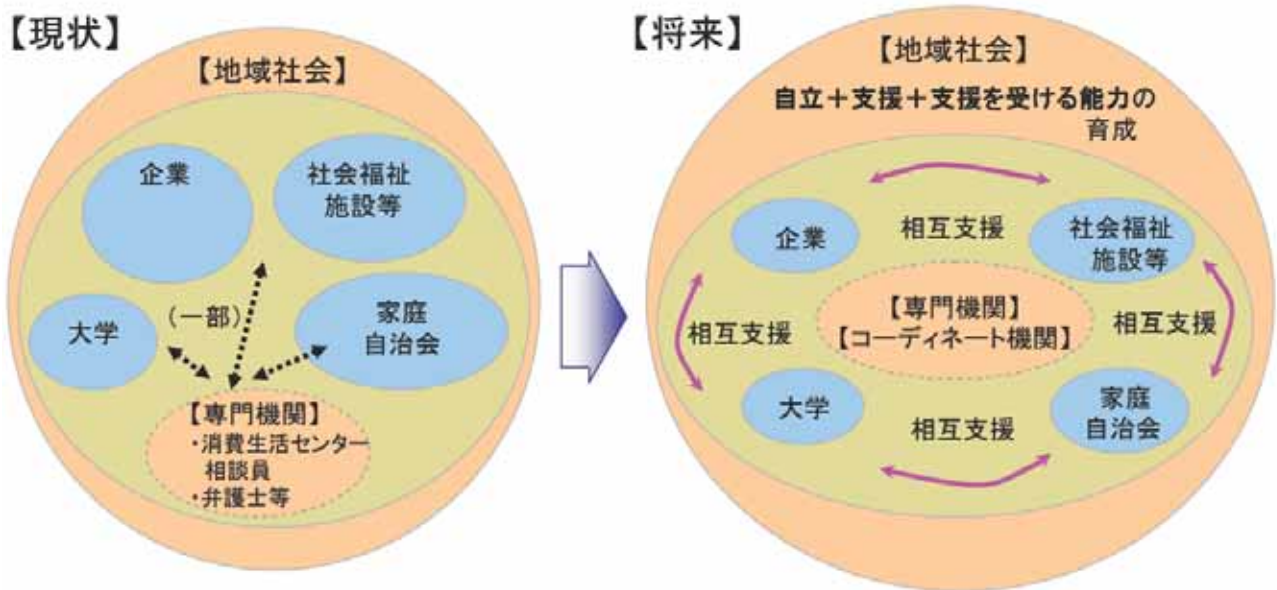 【現状】
【地域社会】
企業
社会福祉
施設等
(一部)
大学
家庭
自治会
【専門機関】
・消費生活センター
相談員
・弁護士等
【将来】
【地域社会】
自立+支援+支援を受ける能力の
育成
企業
相互支援
社会福祉
施設等
【専門機関】
【コーディネート機関】
相互支援
相互支援
大学
相互支援
家庭
自治会